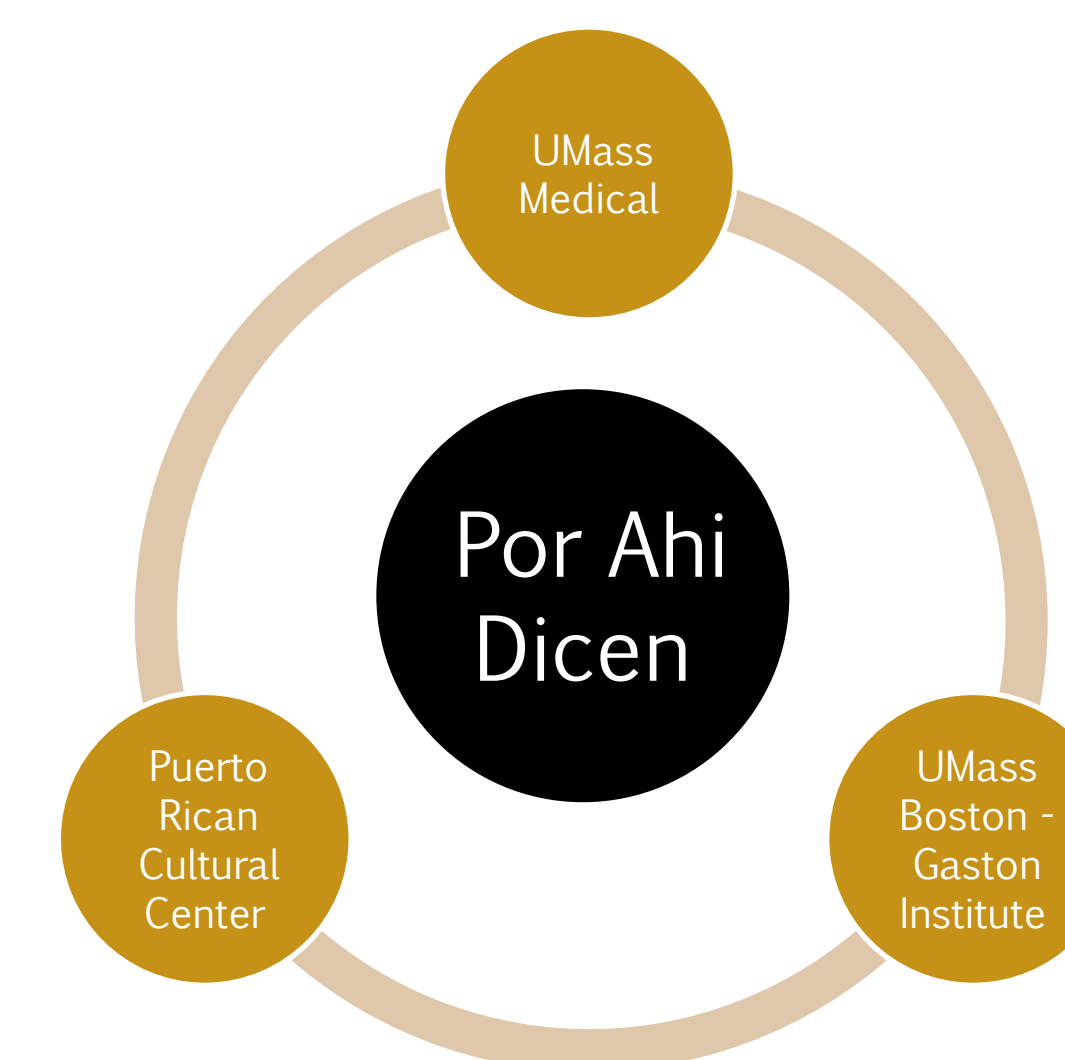 UMass
Medical
Por Ahi
Dicen
Puerto
Rican
Cultural
Center
UMass
Boston -
Gaston
Institute